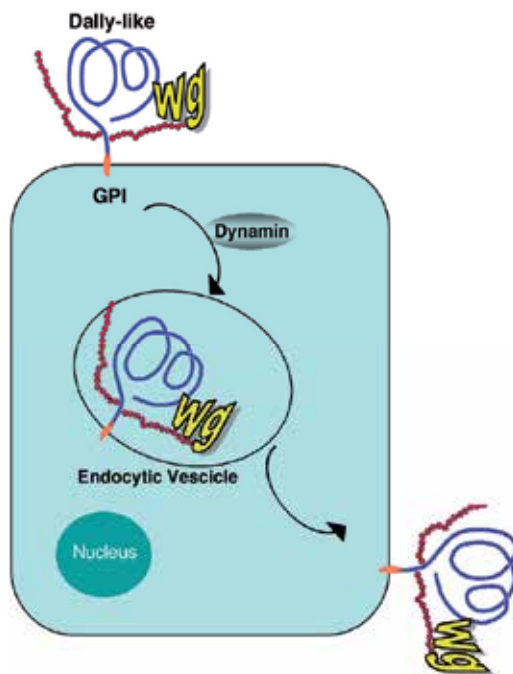 Dally-like
wg
GPI
Dynamin
wg
Endocytic Vescicle
Nucleus
wg